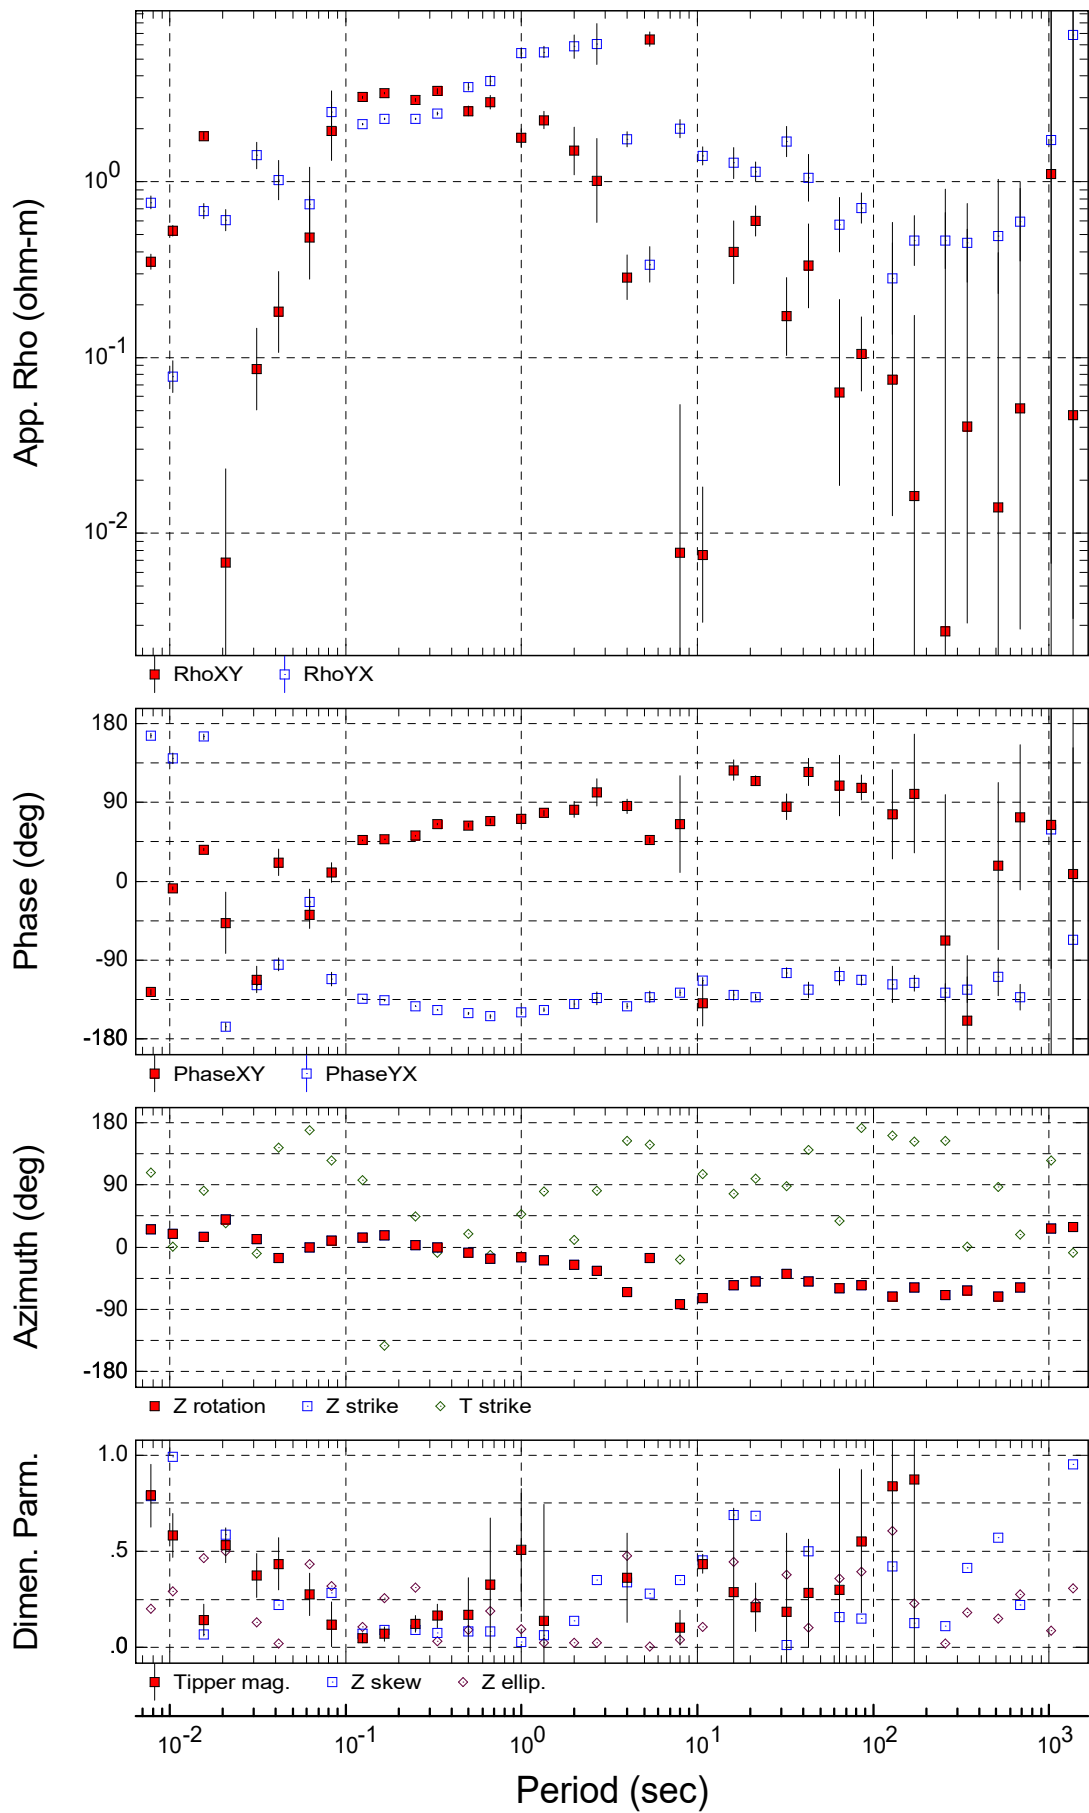 App. Rho (ohm-m)
10^0
10^-1
10^-2
RhoXY RhoYX
Phase (deg)
180
90
0
-90
-180
PhaseXY PhaseYX
Azimuth (deg)
180
90
0
-90
-180
Z rotation Z strike T strike
Dimen. Parm.
1.0
.5
.0
Tipper mag. Z skew Z ellip.
10^-2 10^-1 10^0 10^1 10^2 10^3
Period (sec)